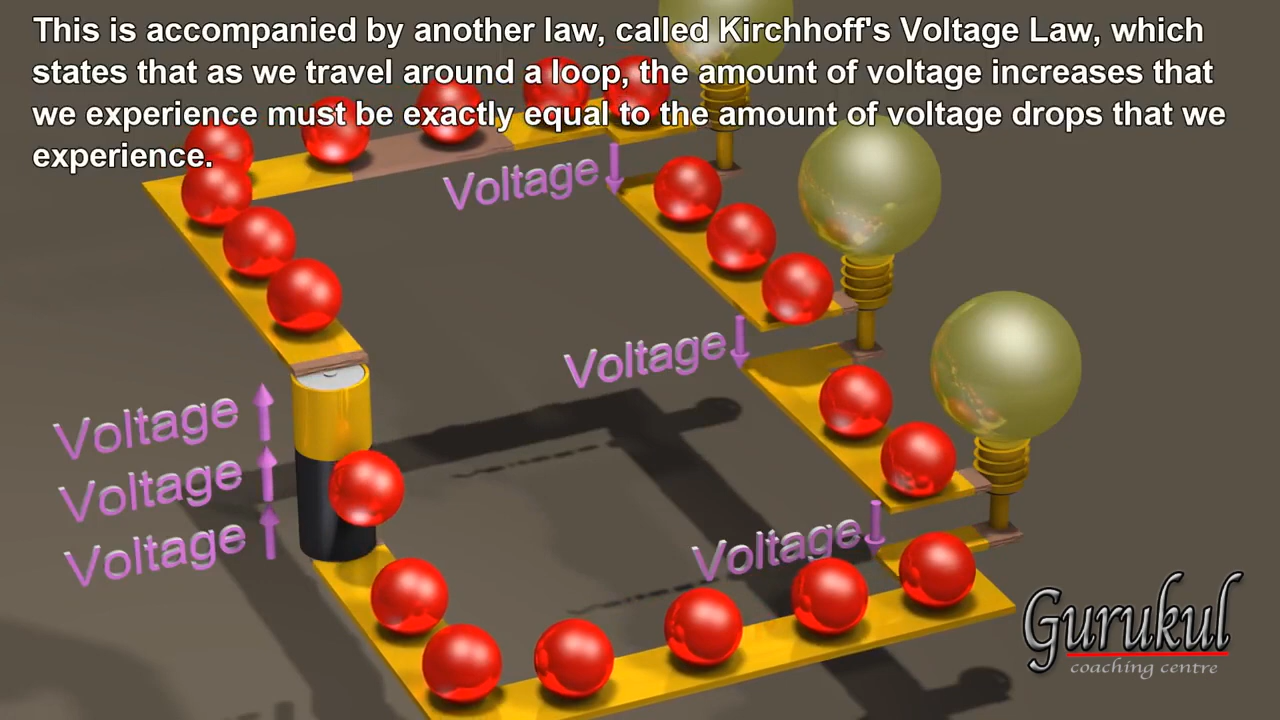 This is accompanied by another law, called Kirchhoff's Voltage Law, which
states that as we travel around a loop, the amount of voltage increases that
we experience must be exactly equal to the amount of voltage drops that we
experience.
Voltage
Voltage
Voltage
Voltage
Voltage
Voltage
Gurukul
coaching centre